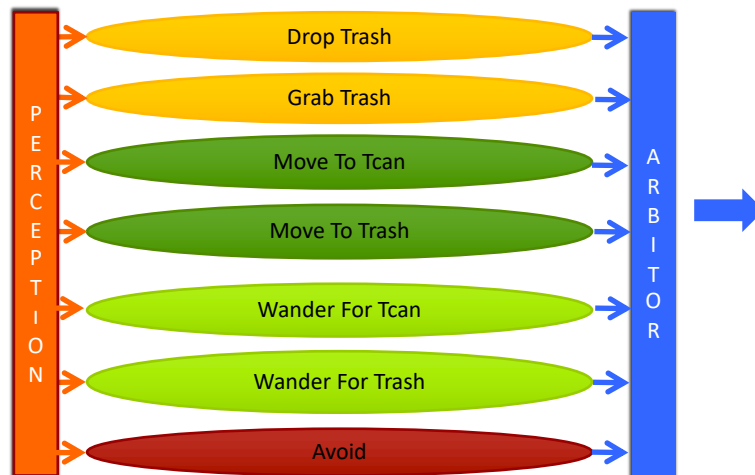 PERCEPTION
Drop Trash
Grab Trash
Move To Tcan
Move To Trash
Wander For Tcan
Wander For Trash
Avoid
ARBITOR